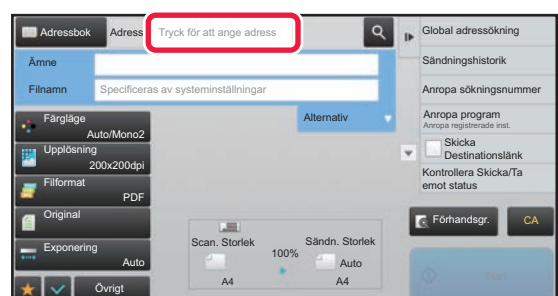 Adressbok
Adress
Tryck för att ange adress
Ämne
Filnamn
Specificeras av systeminställningar
Alternativ
Färgläge
Auto/Mono2
Upplösning
200x200dpi
Filformat
PDF
Original
Exponering
Auto
Övrigt
Scan. Storlek
A4
100%
Sändn. Storlek
Auto
A4
Global adressökning
Sändningshistorik
Anropa sökningsnummer
Anropa program
Anropa registrerade inst.
Skicka
Destinationslänk
Kontrollera Skicka/Ta
emot status
Förhandsgr.
CA
Start